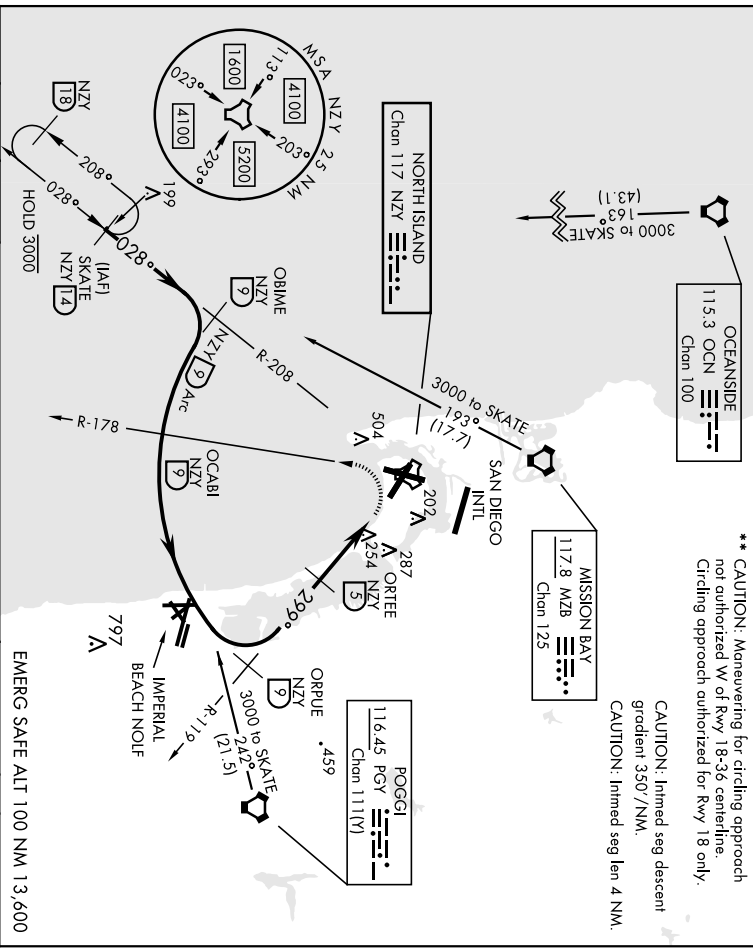 ** CAUTION: Maneuvering for circling approach
not authorized W of Rwy 18-36 centerline.
Circling approach authorized for Rwy 18 only.
CAUTION: Intmed seg descent
gradient 350'/NM.
CAUTION: Intmed seg len 4 NM.
OCEANSIDE
115.3 OCN
Chan 100
3000 to SKATE
163°
(43.1)
MISSION BAY
117.8 MZB
Chan 125
3000 to SKATE
193°
(17.7)
NORTH ISLAND
Chan 117 NZY
SAN DIEGO
INTL
POGGI
116.45 PGY
Chan 111(Y)
3000 to SKATE
242°
(21.5)
MSA NZY 25 NM
113°
1600
4100
023°
203°
4100
5200
293°
NZY
18
208°
028°
199
HOLD 3000
(IAF)
SKATE
NZY 14
028°
OBIME
NZY
9
R-208
NZY 9 Arc
R-178
OCABI
NZY
9
504
202
287
254
ORTEE
NZY
5
299°
ORPUE
NZY
9
R-119
459
IMPERIAL
BEACH NOLF
797
EMERG SAFE ALT 100 NM 13,600